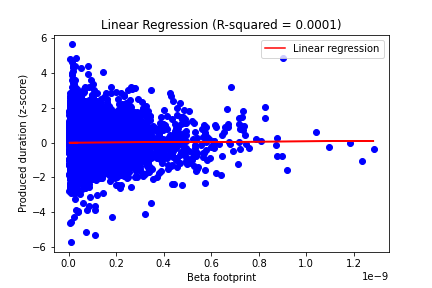 Linear Regression (R-squared = 0.0001)
Linear regression
Produced duration (z-score)
6
4
2
0
−2
−4
−6
0.0 0.2 0.4 0.6 0.8 1.0 1.2
1e−9
Beta footprint